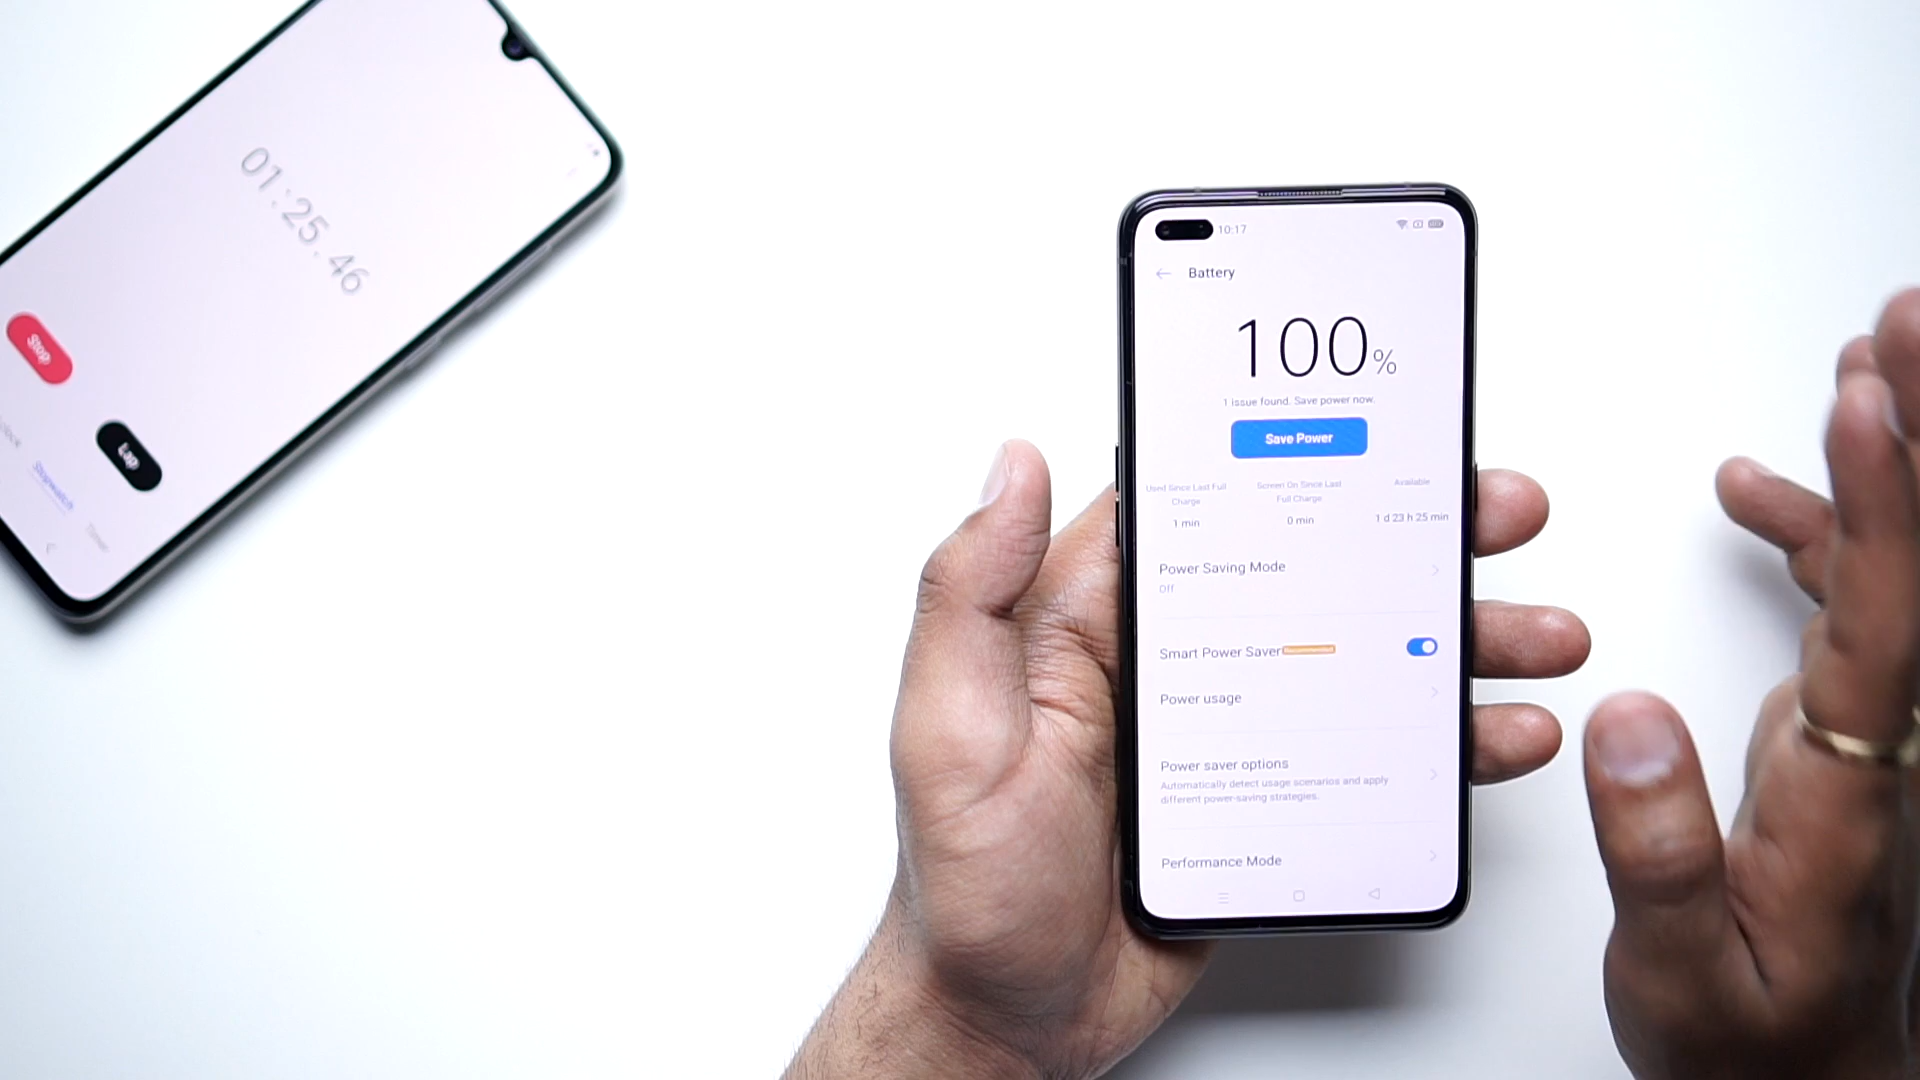 01:25.46
Stop
Lap
Stopwatch
Timer
10:17
Battery
100%
1 issue found. Save power now.
Save Power
Used Since Last Full
Charge
1 min
Screen On Since Last
Full Charge
0 min
Available
1 d 23 h 25 min
Power Saving Mode
Off
Smart Power Saver Recommended
Power usage
Power saver options
Automatically detect usage scenarios and apply
different power-saving strategies.
Performance Mode